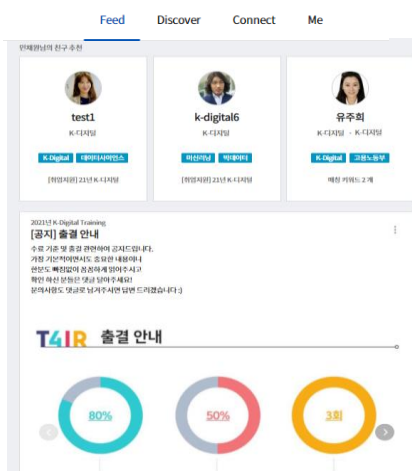 Feed Discover Connect Me
인재원님의 친구 추천
test1
K-디지털
K-Digital 데이터사이언스
[취업지원] 21년 K-디지털
k-digital6
K-디지털
머신러닝 빅데이터
[취업지원] 21년 K-디지털
유주희
K-디지털 · K-디지털
K-Digital 고용노동부
매칭 키워드 2 개
2021년 K-Digital Training
[공지] 출결 안내
수료 기준 및 출결 관련하여 공지드립니다.
가장 기본적이면서도 중요한 내용이니
한분도 빠짐없이 꼼꼼하게 읽어주시고
확인 하신 분들은 댓글 달아주세요!
문의사항도 댓글로 남겨주시면 답변 드리겠습니다 :)
T4IR 출결 안내
80% 50% 3회